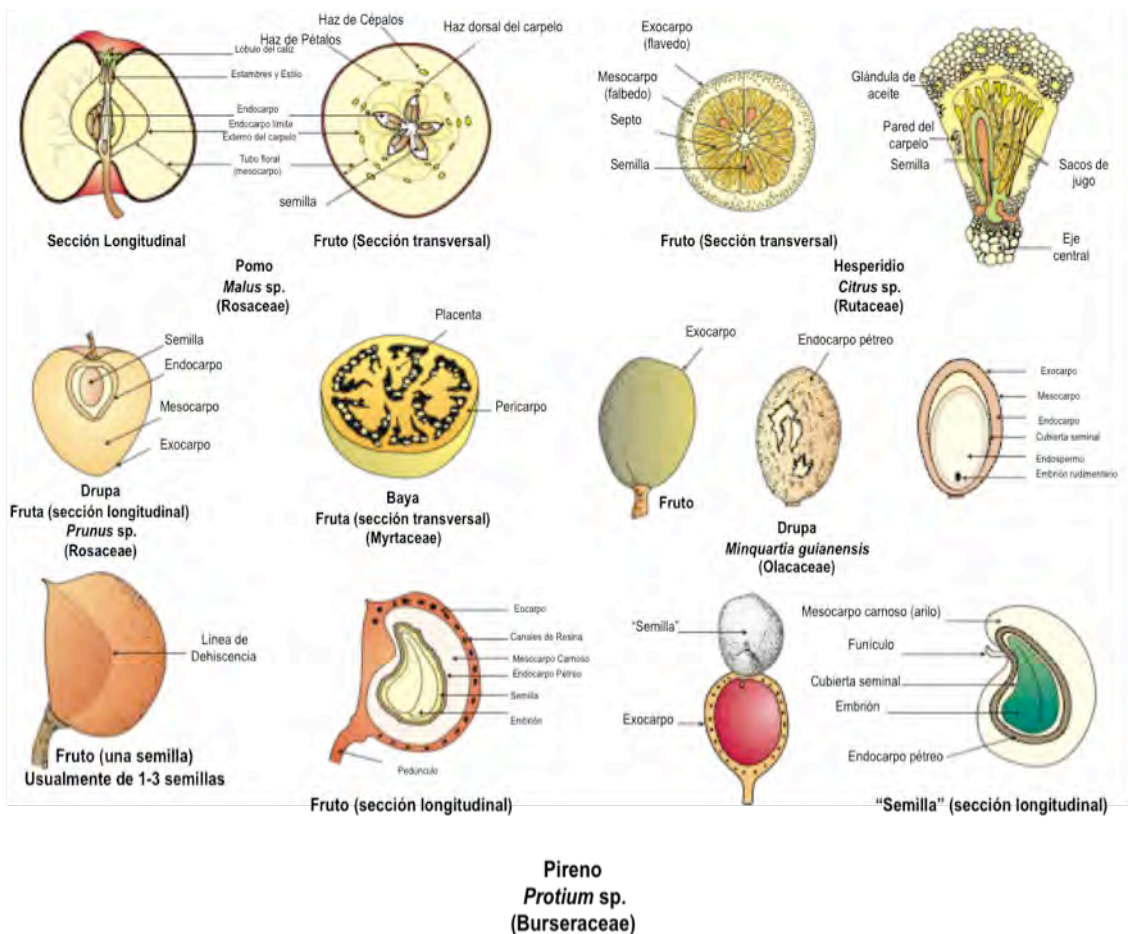 Lóbulo del caliz
Estambres y Estilo
Endocarpo
Endocarpo límite
Externo del carpelo
Tubo floral
(mesocarpo)
Sección Longitudinal
Haz de Cépalos
Haz de Pétalos
Haz dorsal del carpelo
semilla
Fruto (Sección transversal)
Pomo
Malus sp.
(Rosaceae)
Exocarpo
(flavedo)
Mesocarpo
(falbedo)
Septo
Semilla
Fruto (Sección transversal)
Glándula de
aceite
Pared del
carpelo
Semilla
Sacos de
jugo
Eje
central
Hesperidio
Citrus sp.
(Rutaceae)
Semilla
Endocarpo
Mesocarpo
Exocarpo
Drupa
Fruta (sección longitudinal)
Prunus sp.
(Rosaceae)
Placenta
Pericarpo
Baya
Fruta (sección transversal)
(Myrtaceae)
Exocarpo
Fruto
Endocarpo pétreo
Exocarpo
Mesocarpo
Endocarpo
Cubierta seminal
Endospermo
Embrión rudimentario
Drupa
Minquartia guianensis
(Olacaceae)
Linea de
Dehiscencia
Fruto (una semilla)
Usualmente de 1-3 semillas
Exocarpo
Canales de Resina
Mesocarpo Carnoso
Endocarpo Pétreo
Semilla
Embrión
Pedúnculo
Fruto (sección longitudinal)
"Semilla"
Exocarpo
Mesocarpo carnoso (arilo)
Funículo
Cubierta seminal
Embrión
Endocarpo pétreo
"Semilla" (sección longitudinal)
Pireno
Protium sp.
(Burseraceae)